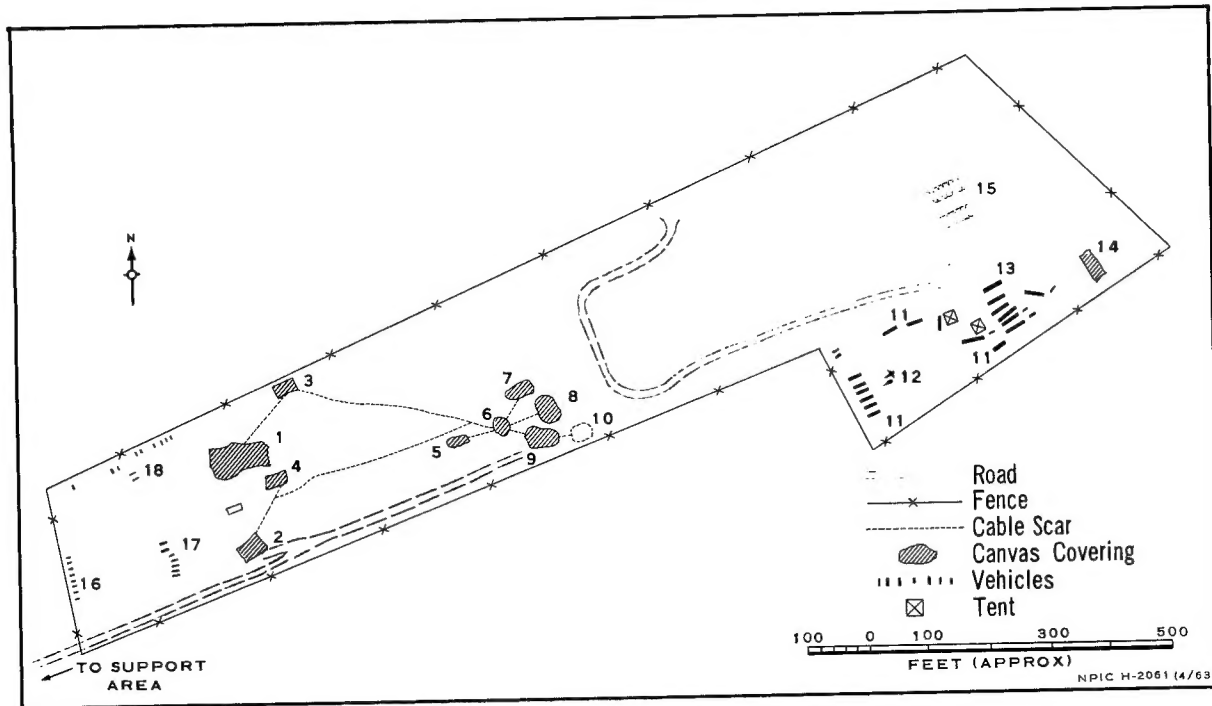 N
15
14
13
11
11
12
11
3
7
8
6
10
5
9
1
18
4
2
17
16
Road
Fence
Cable Scar
Canvas Covering
Vehicles
Tent
100 0 100 300 500
FEET (APPROX)
TO SUPPORT
AREA
NPIC H-2061 (4/63